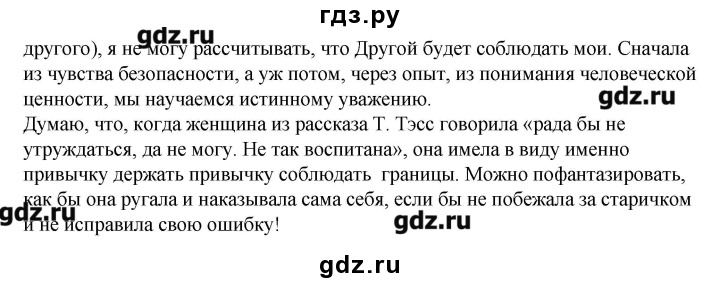 гдз.ру
другого), я не могу рассчитывать, что Другой будет соблюдать мои. Сначала
gdz.ru
из чувства безопасности, а уж потом, через опыт, из понимания человеческой
ценности, мы научаемся истинному уважению.
gdz.ru
Думаю, что, когда женщина из рассказа Т. Тэсс говорила «рада бы не
утруждаться, да не могу. Не так воспитана», она имела в виду именно
привычку держать привычку соблюдать границы. Можно пофантазировать,
как бы она ругала и наказывала сама себя, если бы не побежала за старичком
gdz.ru
gdz.ru
и не исправила свою ошибку!
gdz.ru